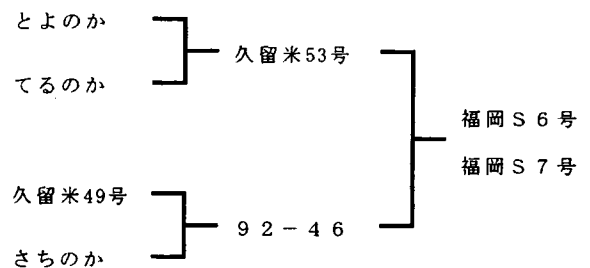 とよのか
久留米53号
てるのか
福岡S6号
福岡S7号
久留米49号
92-46
さちのか